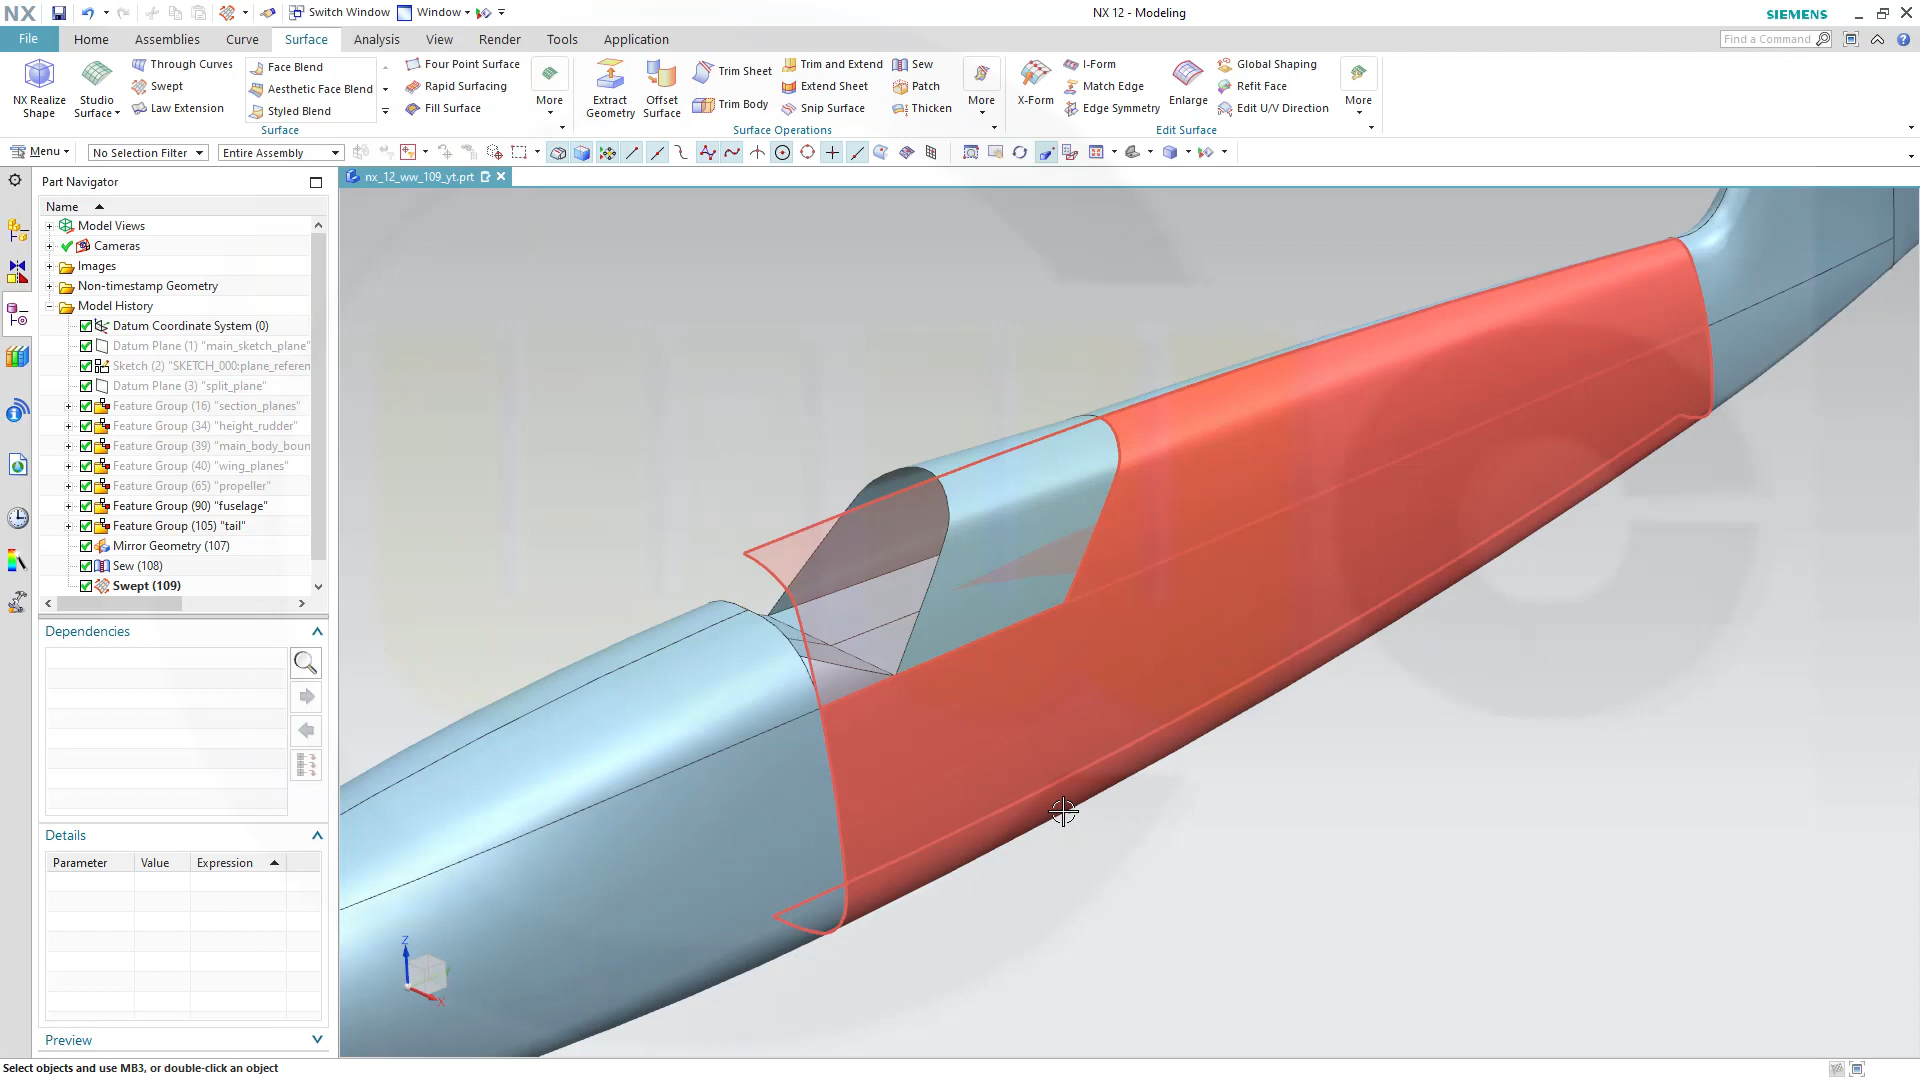 NX
Switch Window
Window
NX 12 - Modeling
SIEMENS
File
Home
Assemblies
Curve
Surface
Analysis
View
Render
Tools
Application
Find a Command
NX Realize Shape
Studio Surface
Through Curves
Swept
Law Extension
Face Blend
Aesthetic Face Blend
Styled Blend
Four Point Surface
Rapid Surfacing
Fill Surface
More
Surface
Extract Geometry
Offset Surface
Trim Sheet
Trim Body
Trim and Extend
Extend Sheet
Snip Surface
Sew
Patch
Thicken
More
Surface Operations
X-Form
I-Form
Match Edge
Edge Symmetry
Enlarge
Global Shaping
Refit Face
Edit U/V Direction
More
Edit Surface
Menu
No Selection Filter
Entire Assembly
Part Navigator
nx_12_ww_109_yt.prt
Name
Model Views
Cameras
Images
Non-timestamp Geometry
Model History
Datum Coordinate System (0)
Datum Plane (1) "main_sketch_plane"
Sketch (2) "SKETCH_000:plane_referen
Datum Plane (3) "split_plane"
Feature Group (16) "section_planes"
Feature Group (34) "height_rudder"
Feature Group (39) "main_body_boun
Feature Group (40) "wing_planes"
Feature Group (65) "propeller"
Feature Group (90) "fuselage"
Feature Group (105) "tail"
Mirror Geometry (107)
Sew (108)
Swept (109)
Dependencies
Details
Parameter
Value
Expression
Preview
Z
Y
X
Select objects and use MB3, or double-click an object